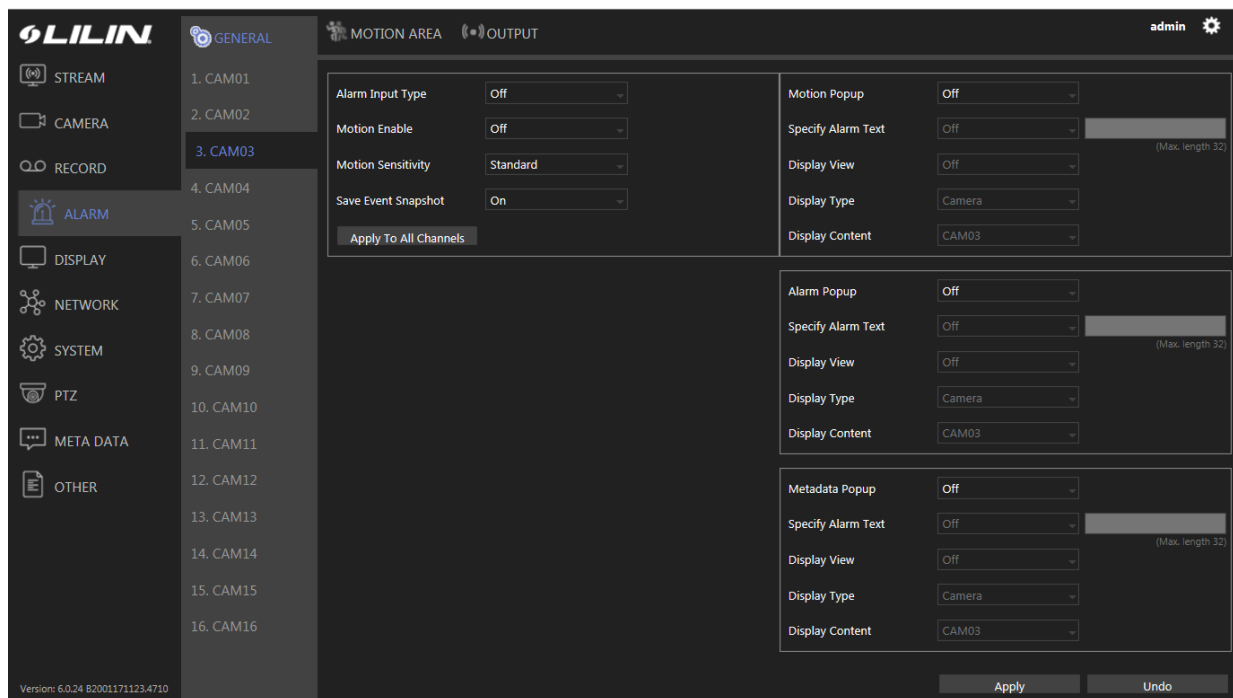 LILIN
GENERAL
MOTION AREA
OUTPUT
admin
STREAM
CAMERA
RECORD
ALARM
DISPLAY
NETWORK
SYSTEM
PTZ
META DATA
OTHER
1. CAM01
2. CAM02
3. CAM03
4. CAM04
5. CAM05
6. CAM06
7. CAM07
8. CAM08
9. CAM09
10. CAM10
11. CAM11
12. CAM12
13. CAM13
14. CAM14
15. CAM15
16. CAM16
Alarm Input Type Off
Motion Enable Off
Motion Sensitivity Standard
Save Event Snapshot On
Apply To All Channels
Motion Popup Off
Specify Alarm Text Off
(Max. length 32)
Display View Off
Display Type Camera
Display Content CAM03
Alarm Popup Off
Specify Alarm Text Off
(Max. length 32)
Display View Off
Display Type Camera
Display Content CAM03
Metadata Popup Off
Specify Alarm Text Off
(Max. length 32)
Display View Off
Display Type Camera
Display Content CAM03
Version: 6.0.24 B2001171123.4710
Apply
Undo